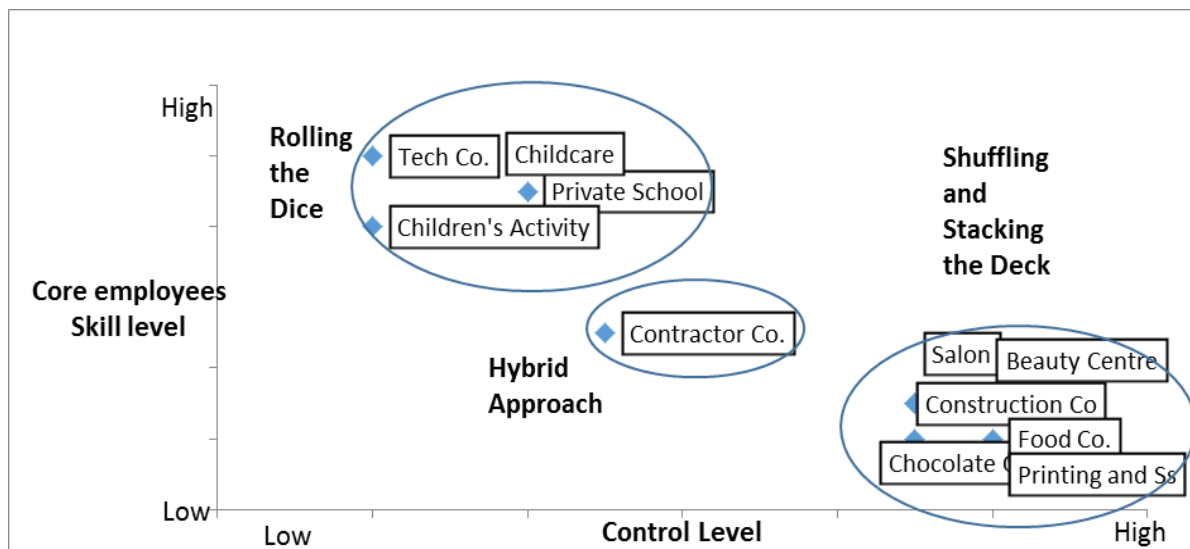 High
Rolling
the
Dice
Tech Co.
Childcare
Private School
Children's Activity
Shuffling
and
Stacking
the Deck
Core employees
Skill level
Contractor Co.
Hybrid
Approach
Salon
Beauty Centre
Construction Co
Food Co.
Chocolate
Printing and Ss
Low
Low
Control Level
High